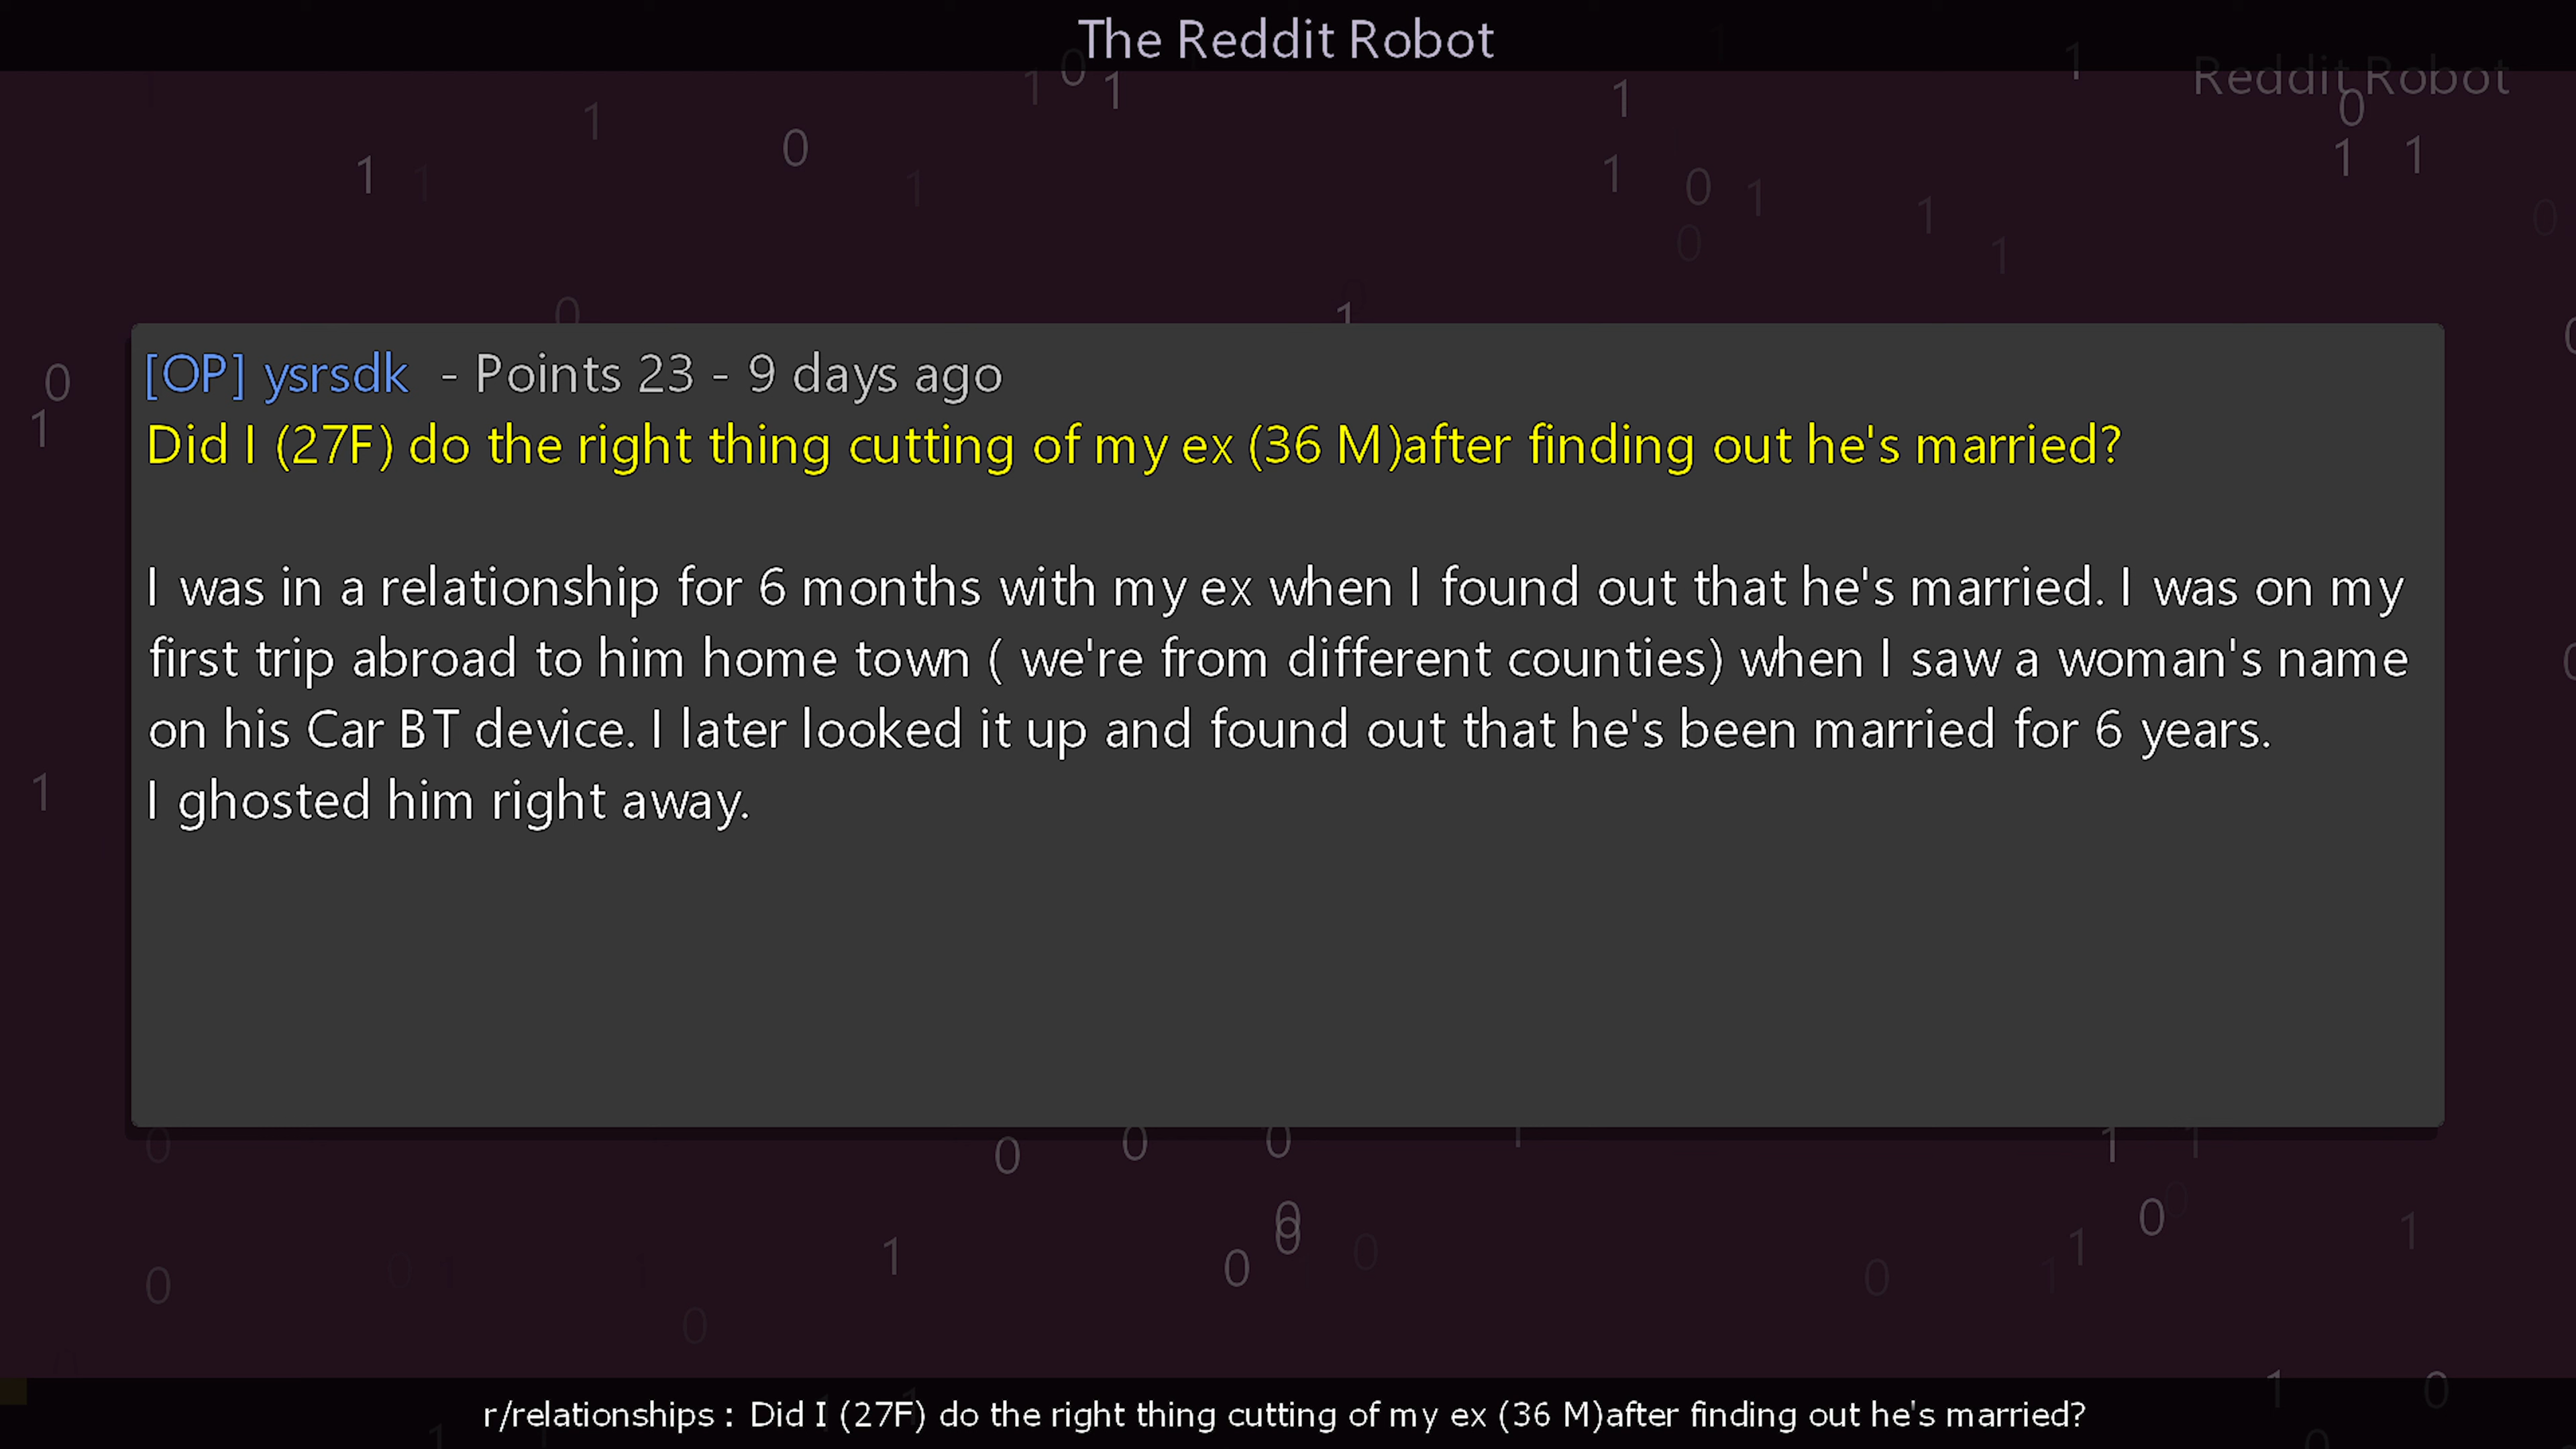 The Reddit Robot
Reddit Robot
[OP] ysrsdk - Points 23 - 9 days ago
Did I (27F) do the right thing cutting of my ex (36 M)after finding out he's married?
I was in a relationship for 6 months with my ex when I found out that he's married. I was on my
first trip abroad to him home town ( we're from different counties) when I saw a woman's name
on his Car BT device. I later looked it up and found out that he's been married for 6 years.
I ghosted him right away.
r/relationships : Did I (27F) do the right thing cutting of my ex (36 M)after finding out he's married?